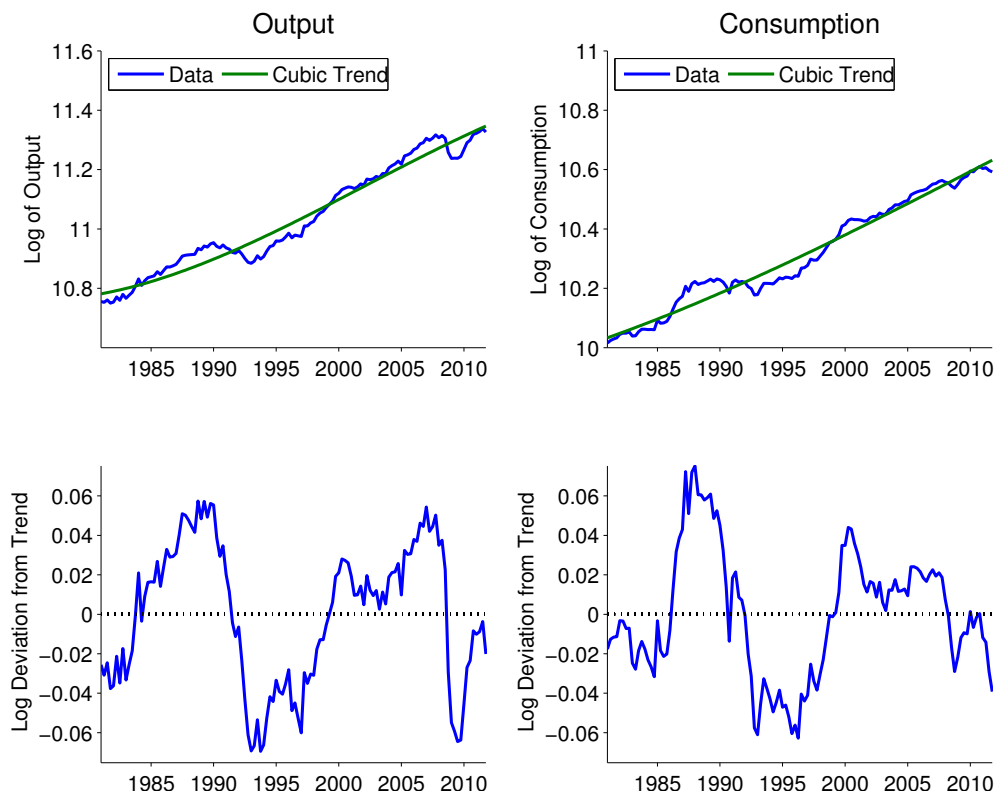 Output
11.6
11.4
11.2
11
10.8
Log of Output
Data
Cubic Trend
1985 1990 1995 2000 2005 2010
Consumption
11
10.8
10.6
10.4
10.2
10
Log of Consumption
Data
Cubic Trend
1985 1990 1995 2000 2005 2010
0.06
0.04
0.02
0
−0.02
−0.04
−0.06
Log Deviation from Trend
1985 1990 1995 2000 2005 2010
0.06
0.04
0.02
0
−0.02
−0.04
−0.06
Log Deviation from Trend
1985 1990 1995 2000 2005 2010